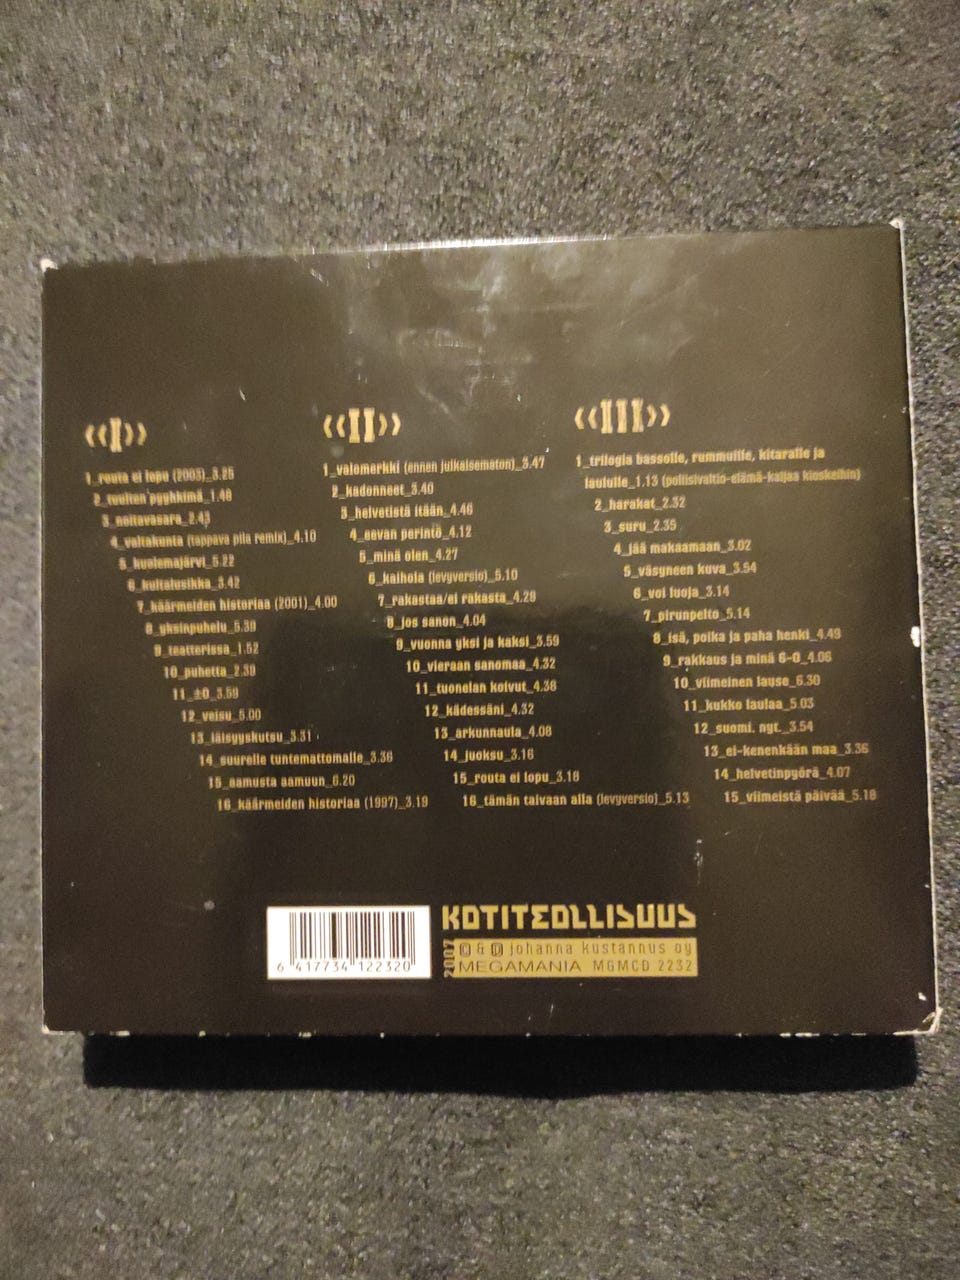 ‹‹I››
1_routa ei lopu (2003)_3.25
2_tuulten pyyhkimä_1.48
3_noitavasara_2.43
4_valtakunta (tappava pila remix)_4.10
5_kuolemajärvi_5.22
6_kultakusikka_3.42
7_käärmeiden historiaa (2001)_4.00
8_yksinpuhelu_5.39
9_teatterissa_1.52
10_puhetta_2.39
11_±0_3.59
12_veisu_5.00
13_läisyyskutsu_3.31
14_suurelle tuntemattomalle_3.36
15_aamusta aamuun_6.20
16_käärmeiden historiaa (1997)_3.19
‹‹II››
1_valomerkki (ennen julkaisematon)_3.47
2_kadonneet_3.40
3_helvetistä itään_4.46
4_eevan perintö_4.12
5_minä olen_4.27
6_kaihola (levyversio)_5.10
7_rakastaa/ei rakasta_4.29
8_jos sanon_4.04
9_vuonna yksi ja kaksi_3.59
10_vieraan sanomaa_4.32
11_tuonelan koivut_4.36
12_kädessäni_4.32
13_arkunnaula_4.08
14_juoksu_3.16
15_routa ei lopu_3.18
16_tämän taivaan alla (levyversio)_5.13
‹‹III››
1_trilogia bassolle, rummuille, kitaralle ja
laululle_1.13 (poliisivaltio-elämä-kaljaa kioskeihin)
2_harakat_2.32
3_suru_2.35
4_jää makaamaan_3.02
5_väsyneen kuva_3.54
6_voi luoja_3.14
7_pirunpelto_5.14
8_isä, poika ja paha henki_4.49
9_rakkaus ja minä 6-0_4.06
10_viimeinen lause_6.30
11_kukko laulaa_5.03
12_suomi. nyt._3.54
13_ei-kenenkään maa_3.36
14_helvetinpyörä_4.07
15_viimeistä päivää_5.18
6 417734 122320
KOTITEOLLISUUS
2007 © & ℗ johanna kustannus oy
MEGAMANIA MGMCD 2232